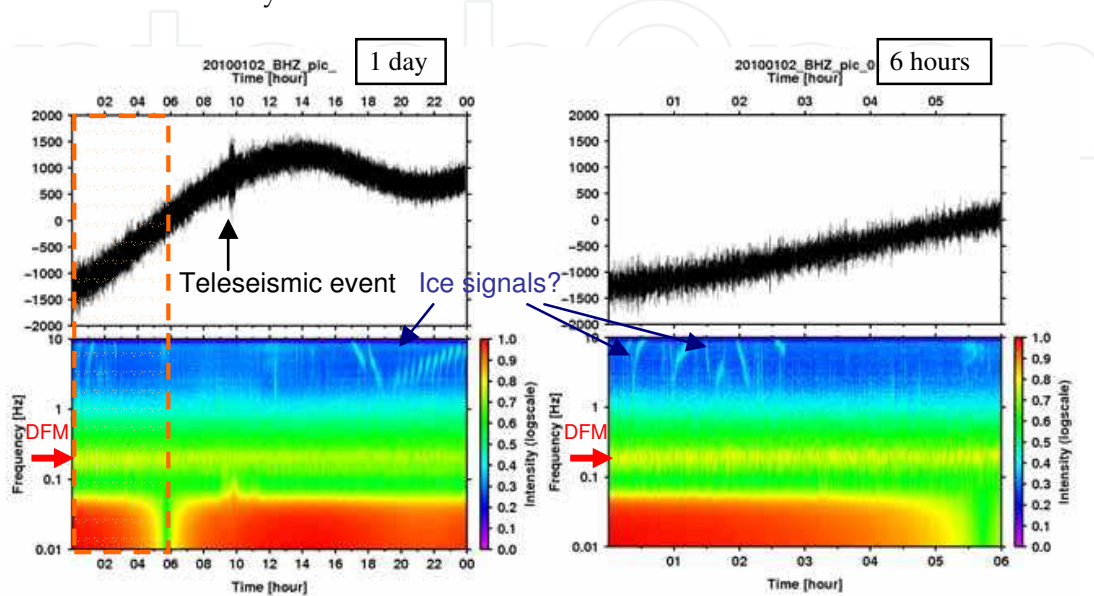 1 day
20100102_BHZ_pic_
Time [hour]
02 04 06 08 10 12 14 16 18 20 22 00
2000
1500
1000
500
0
−500
−1000
−1500
−2000
Teleseismic event
Ice signals?
10
1
0.1
0.01
Frequency [Hz]
DFM
02 04 06 08 10 12 14 16 18 20 22 00
Time [hour]
1.0
0.9
0.8
0.7
0.6
0.5
0.4
0.3
0.2
0.1
0.0
Intensity (logscale)
6 hours
20100102_BHZ_pic_0
Time [hour]
01 02 03 04 05
2000
1500
1000
500
0
−500
−1000
−1500
−2000
10
1
0.1
0.01
Frequency [Hz]
DFM
01 02 03 04 05 06
Time [hour]
1.0
0.9
0.8
0.7
0.6
0.5
0.4
0.3
0.2
0.1
0.0
Intensity (logscale)